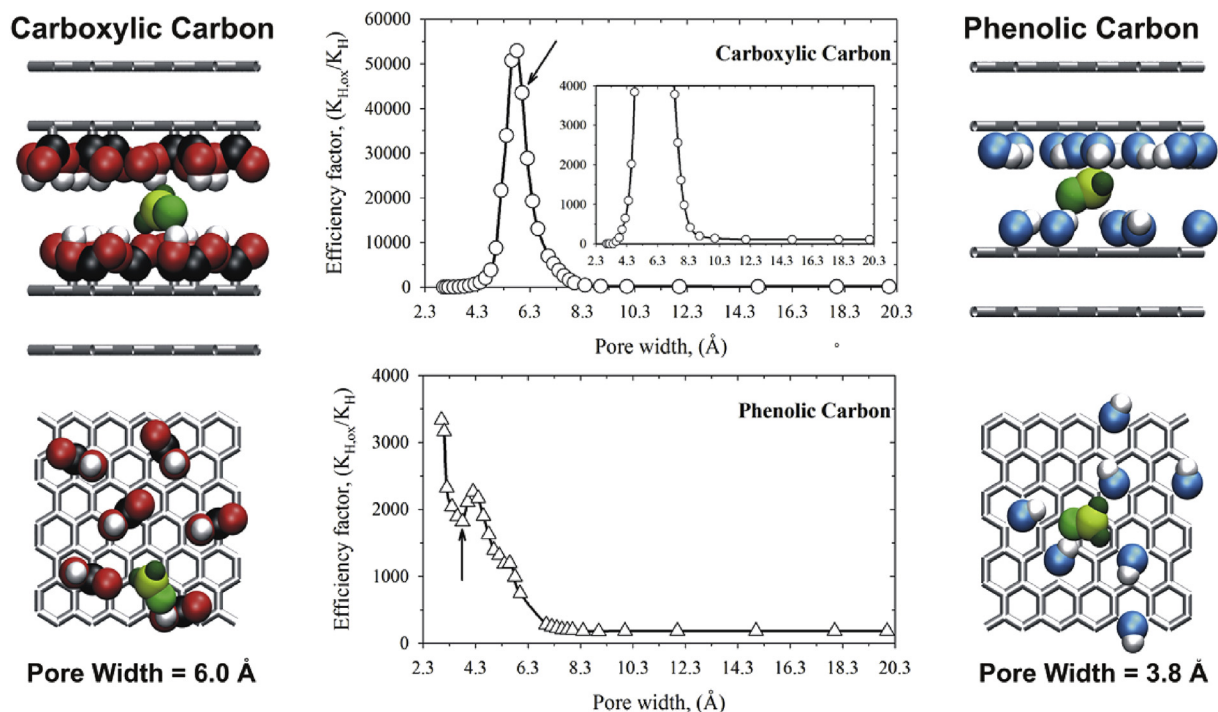 Carboxylic Carbon
Pore Width = 6.0 Å
Efficiency factor, (K_H,ox/K_H)
60000
50000
40000
30000
20000
10000
0
Carboxylic Carbon
4000
3000
2000
1000
0
2.3 4.3 6.3 8.3 10.3 12.3 14.3 16.3 18.3 20.3
2.3 4.3 6.3 8.3 10.3 12.3 14.3 16.3 18.3 20.3
Pore width, (Å)
Efficiency factor, (K_H,ox/K_H)
4000
3000
2000
1000
0
Phenolic Carbon
2.3 4.3 6.3 8.3 10.3 12.3 14.3 16.3 18.3 20.3
Pore width, (Å)
Phenolic Carbon
Pore Width = 3.8 Å